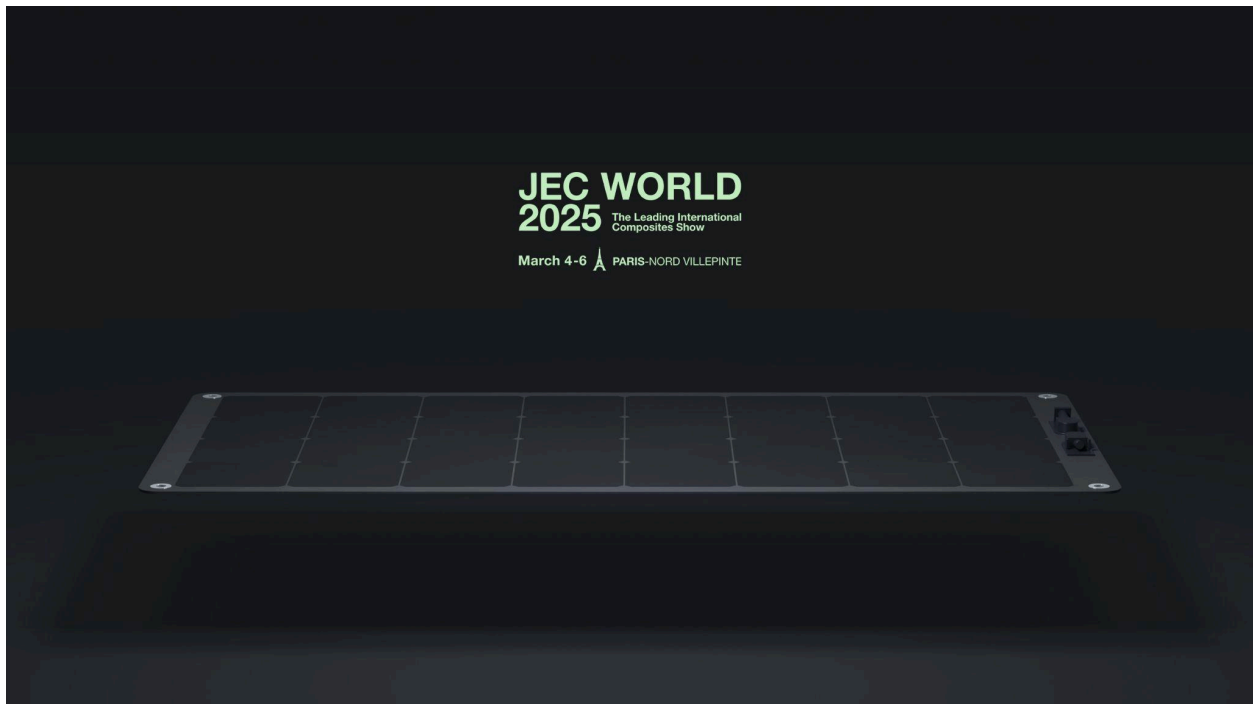 JEC WORLD
2025 The Leading International
Composites Show
March 4-6 PARIS-NORD VILLEPINTE